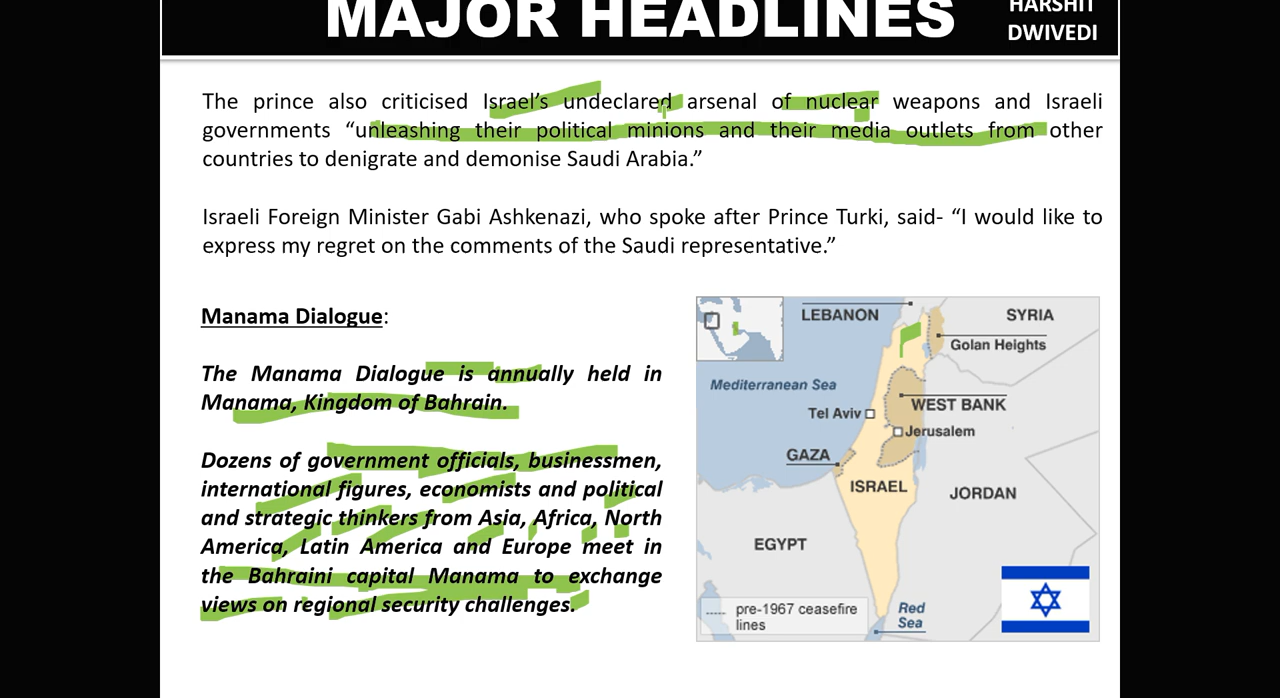 MAJOR HEADLINES
HARSHIT
DWIVEDI
The prince also criticised Israel's undeclared arsenal of nuclear weapons and Israeli
governments “unleashing their political minions and their media outlets from other
countries to denigrate and demonise Saudi Arabia.”
Israeli Foreign Minister Gabi Ashkenazi, who spoke after Prince Turki, said- “I would like to
express my regret on the comments of the Saudi representative.”
Manama Dialogue:
The Manama Dialogue is annually held in
Manama, Kingdom of Bahrain.
Dozens of government officials, businessmen,
international figures, economists and political
and strategic thinkers from Asia, Africa, North
America, Latin America and Europe meet in
the Bahraini capital Manama to exchange
views on regional security challenges.
LEBANON
SYRIA
Golan Heights
Mediterranean Sea
WEST BANK
Tel Aviv
Jerusalem
GAZA
ISRAEL
JORDAN
EGYPT
pre-1967 ceasefire
lines
Red
Sea